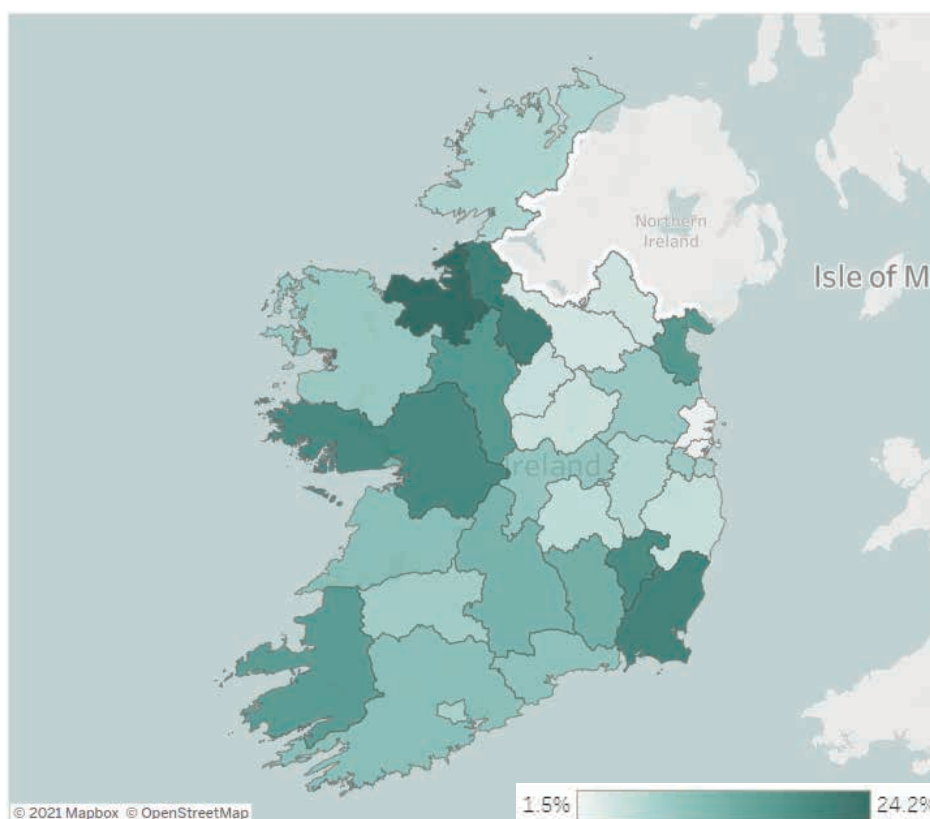 Northern
Ireland
Isle of M
Ireland
© 2021 Mapbox © OpenStreetMap
1.5%
24.2%